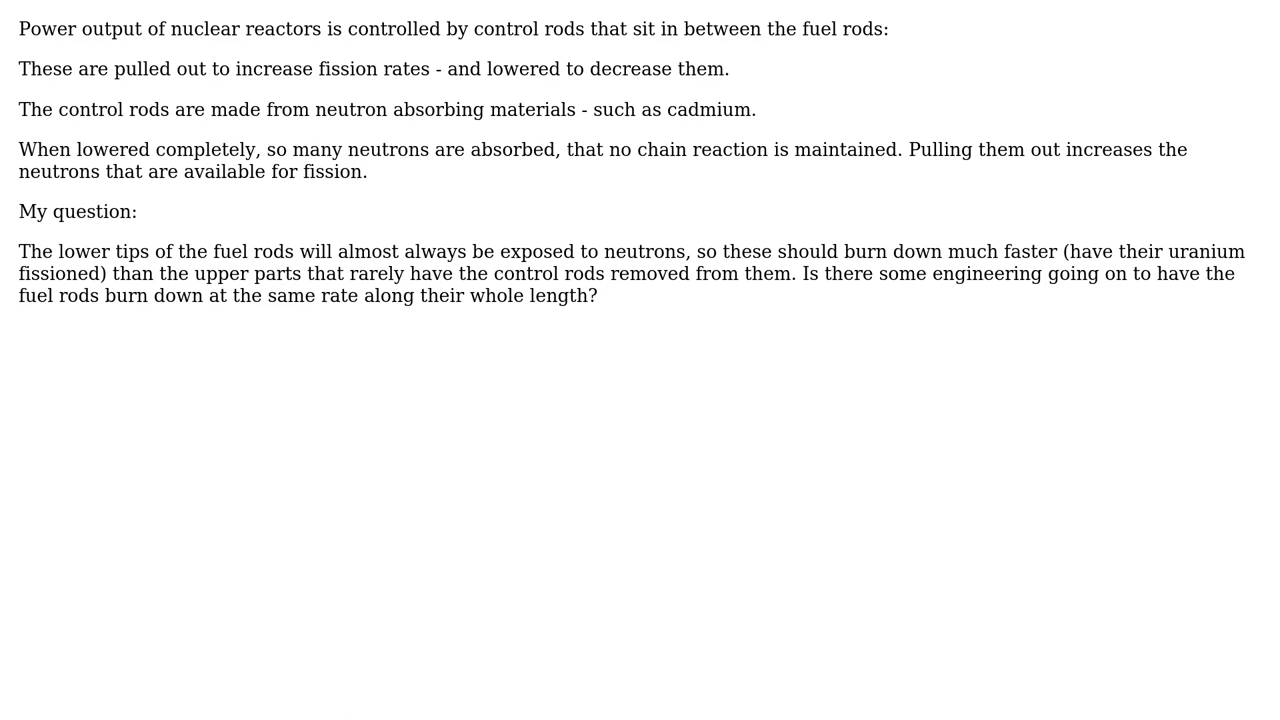 Power output of nuclear reactors is controlled by control rods that sit in between the fuel rods:
These are pulled out to increase fission rates - and lowered to decrease them.
The control rods are made from neutron absorbing materials - such as cadmium.
When lowered completely, so many neutrons are absorbed, that no chain reaction is maintained. Pulling them out increases the
neutrons that are available for fission.
My question:
The lower tips of the fuel rods will almost always be exposed to neutrons, so these should burn down much faster (have their uranium
fissioned) than the upper parts that rarely have the control rods removed from them. Is there some engineering going on to have the
fuel rods burn down at the same rate along their whole length?